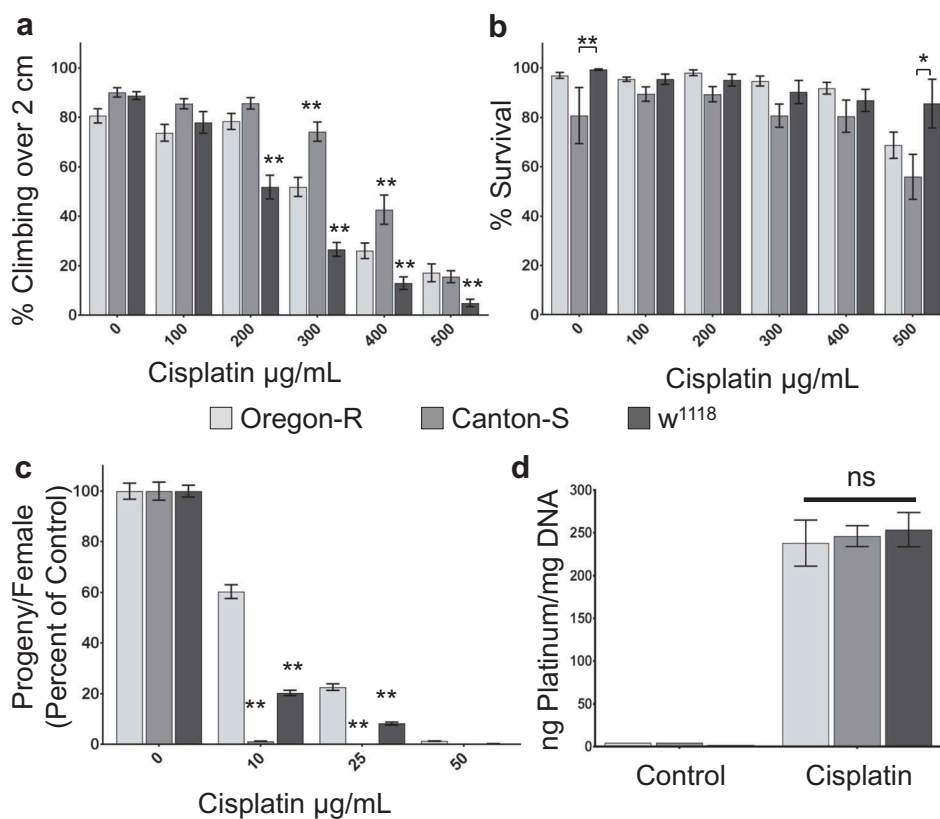 a
% Climbing over 2 cm
100
80
60
40
20
0
**
**
**
**
**
**
0 100 200 300 400 500
Cisplatin µg/mL
b
% Survival
100
80
60
40
20
0
**
*
0 100 200 300 400 500
Cisplatin µg/mL
Oregon-R Canton-S w¹¹¹⁸
c
Progeny/Female
(Percent of Control)
100
80
60
40
20
0
**
**
**
**
0 10 25 50
Cisplatin µg/mL
d
ng Platinum/mg DNA
300
250
200
150
100
50
0
ns
Control Cisplatin